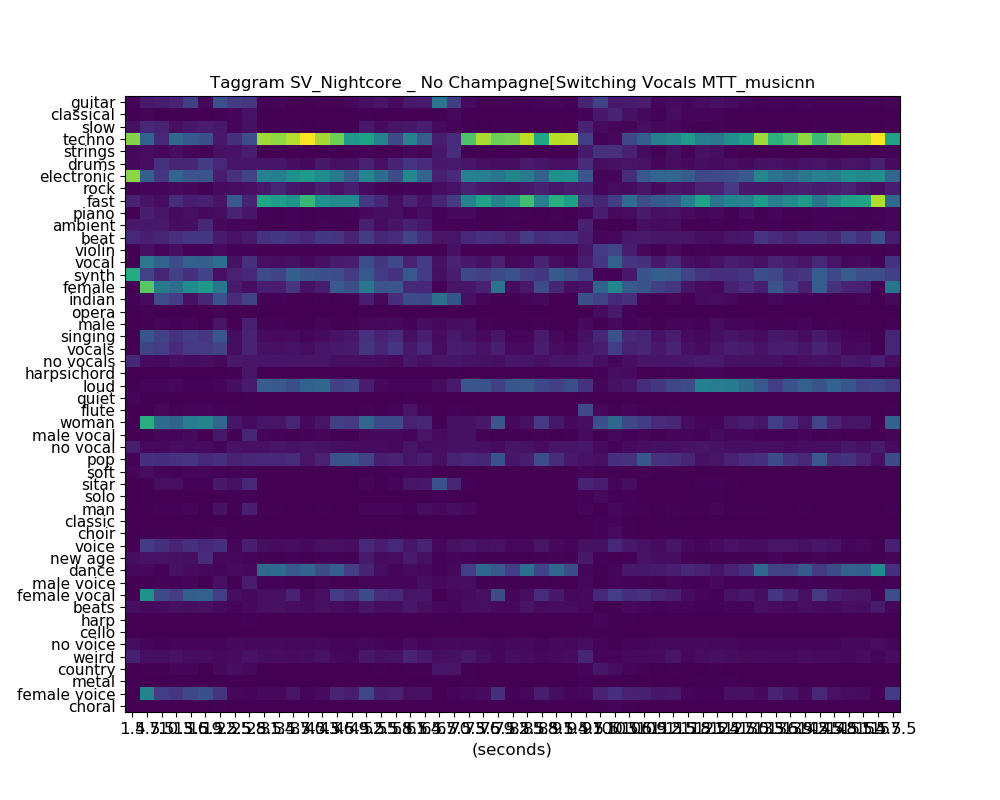 Taggram SV_Nightcore _ No Champagne[Switching Vocals MTT_musicnn
guitar
classical
slow
techno
strings
drums
electronic
rock
fast
piano
ambient
beat
violin
vocal
synth
female
indian
opera
male
singing
vocals
no vocals
harpsichord
loud
quiet
flute
woman
male vocal
no vocal
pop
soft
sitar
solo
man
classic
choir
voice
new age
dance
male voice
female vocal
beats
harp
cello
no voice
weird
country
metal
female voice
choral
(seconds)